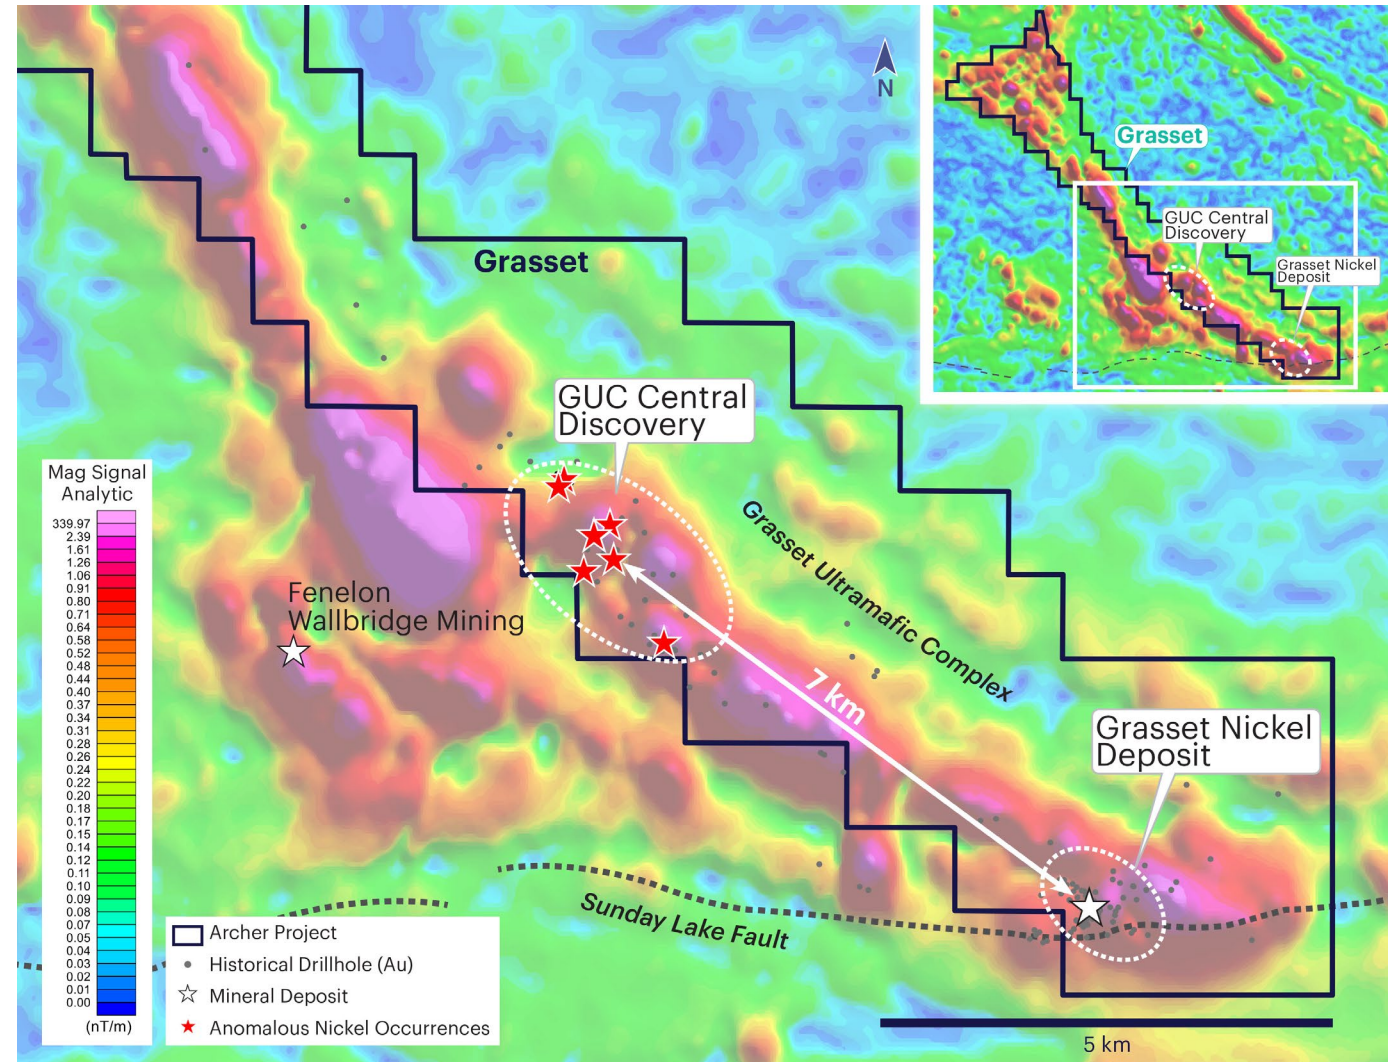 N
Grasset
GUC Central
Discovery
Grasset Ultramafic Complex
7 km
Fenelon
Wallbridge Mining
Grasset Nickel
Deposit
Sunday Lake Fault
Grasset
GUC Central
Discovery
Grasset Nickel
Deposit
Mag Signal
Analytic
339.97
2.39
1.61
1.26
1.06
0.91
0.80
0.71
0.64
0.58
0.52
0.48
0.44
0.40
0.37
0.34
0.31
0.28
0.26
0.24
0.22
0.20
0.18
0.17
0.15
0.14
0.12
0.11
0.10
0.09
0.08
0.07
0.05
0.04
0.03
0.02
0.01
0.00
(nT/m)
Archer Project
Historical Drillhole (Au)
Mineral Deposit
Anomalous Nickel Occurrences
5 km